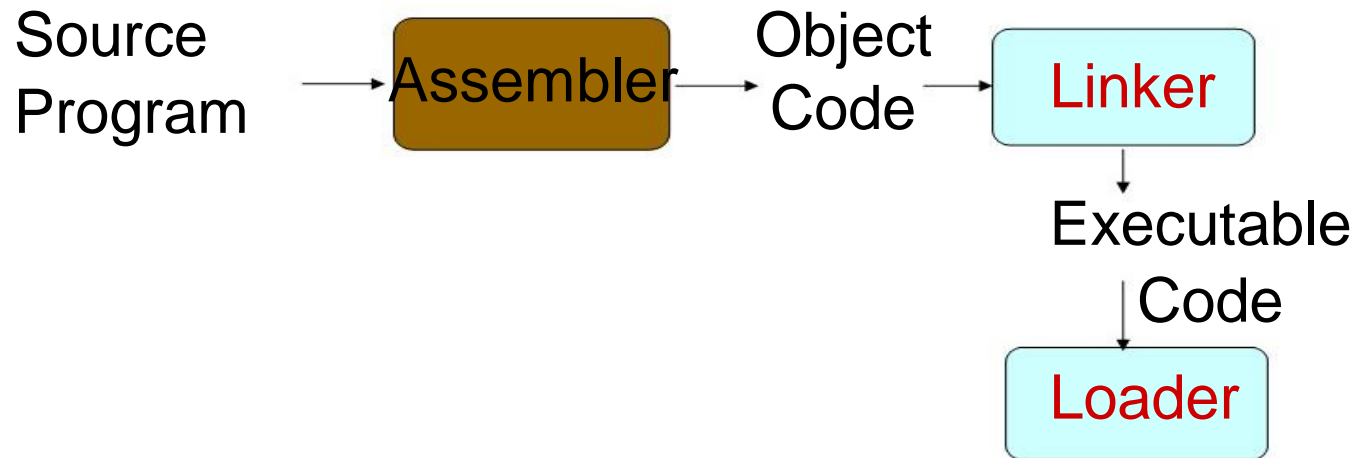 Source
Program
Assembler
Object
Code
Linker
Executable
Code
Loader